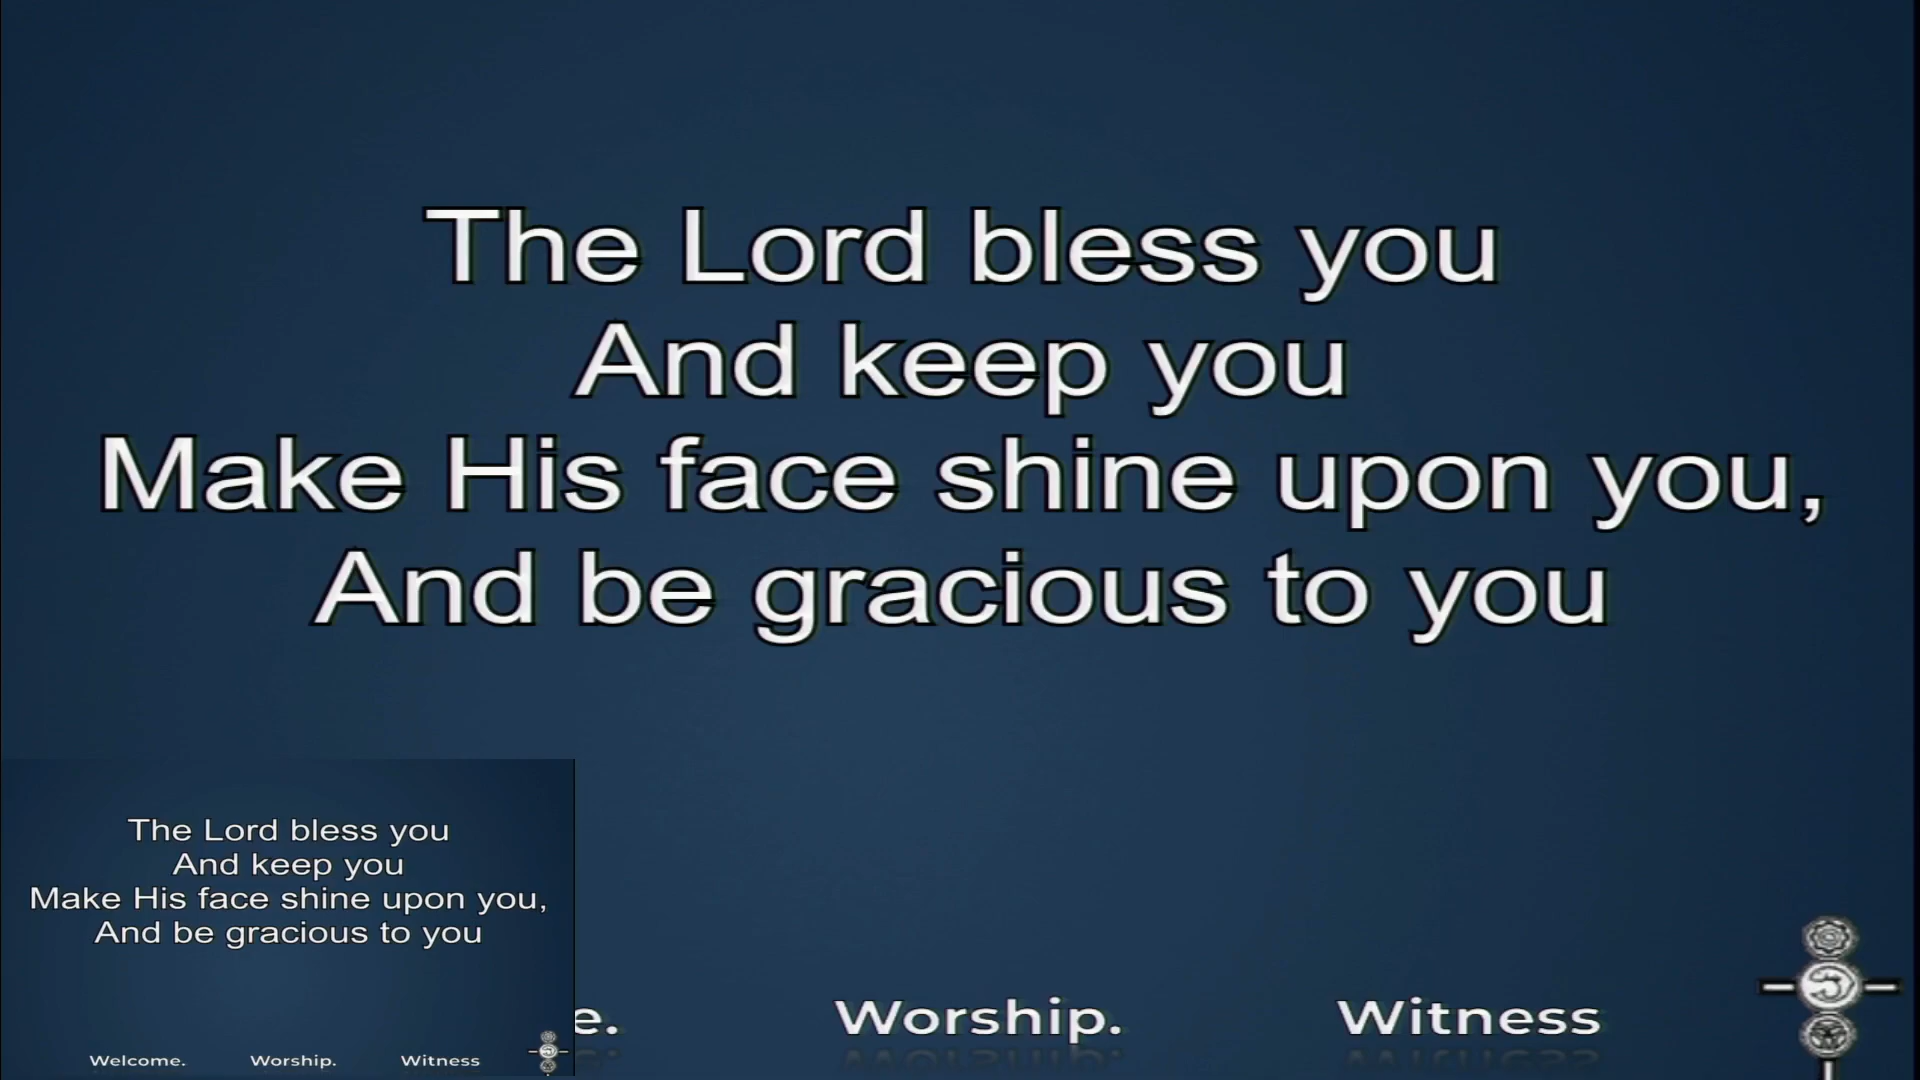 The Lord bless you
And keep you
Make His face shine upon you,
And be gracious to you
The Lord bless you
And keep you
Make His face shine upon you,
And be gracious to you
Welcome. Worship. Witness
e. Worship. Witness